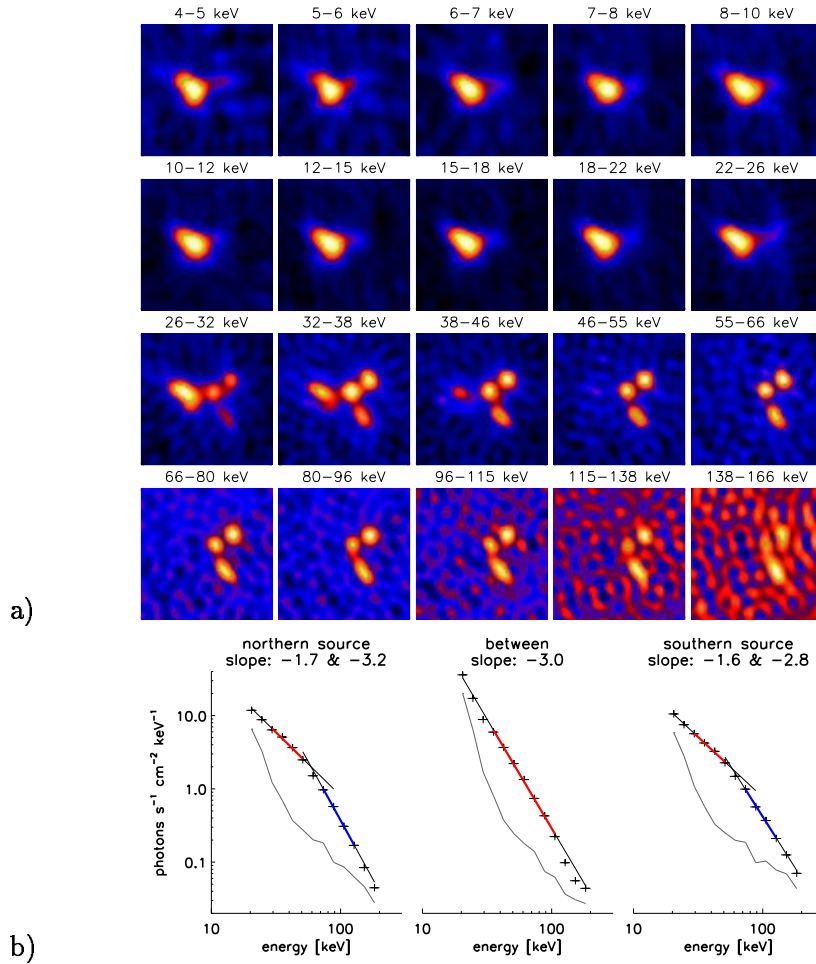 4−5 keV 5−6 keV 6−7 keV 7−8 keV 8−10 keV
10−12 keV 12−15 keV 15−18 keV 18−22 keV 22−26 keV
26−32 keV 32−38 keV 38−46 keV 46−55 keV 55−66 keV
66−80 keV 80−96 keV 96−115 keV 115−138 keV 138−166 keV
a)
northern source
slope: −1.7 & −3.2
between
slope: −3.0
southern source
slope: −1.6 & −2.8
photons s⁻¹ cm⁻² keV⁻¹
10.0
1.0
0.1
10 100 10 100 10 100
energy [keV] energy [keV] energy [keV]
b)